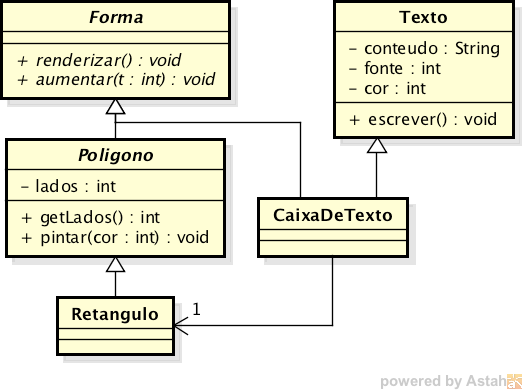 Forma
+ renderizar() : void
+ aumentar(t : int) : void
Texto
- conteudo : String
- fonte : int
- cor : int
+ escrever() : void
Poligono
- lados : int
+ getLados() : int
+ pintar(cor : int) : void
CaixaDeTexto
Retangulo
1
powered by Astah